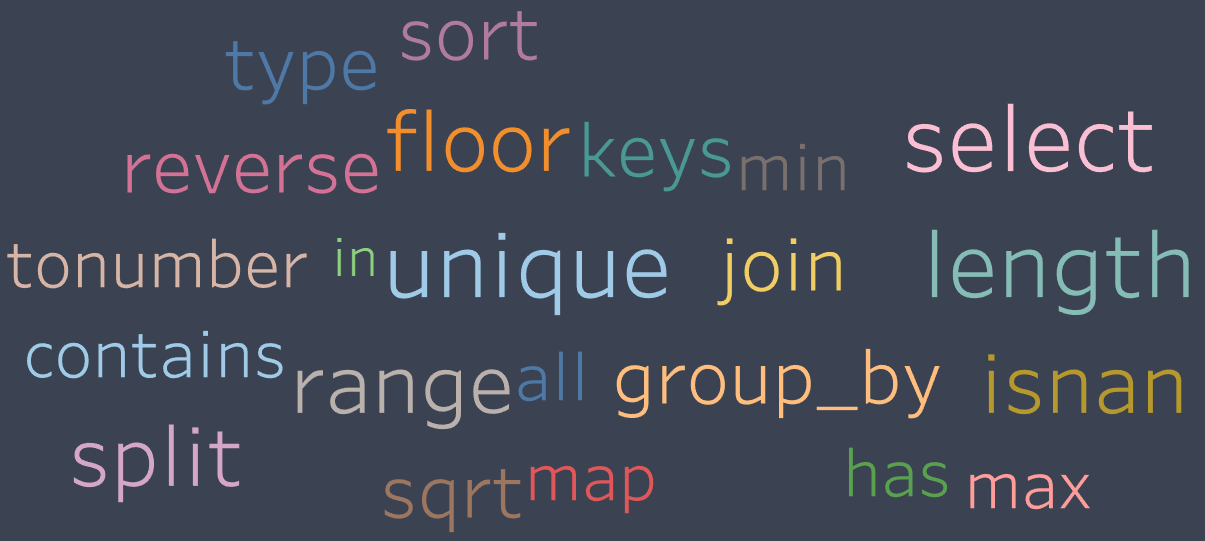 sort
type
floor
select
keys
reverse
min
tonumber
in
unique
join
length
contains
range
all
group_by
isnan
split
sqrt
map
has
max